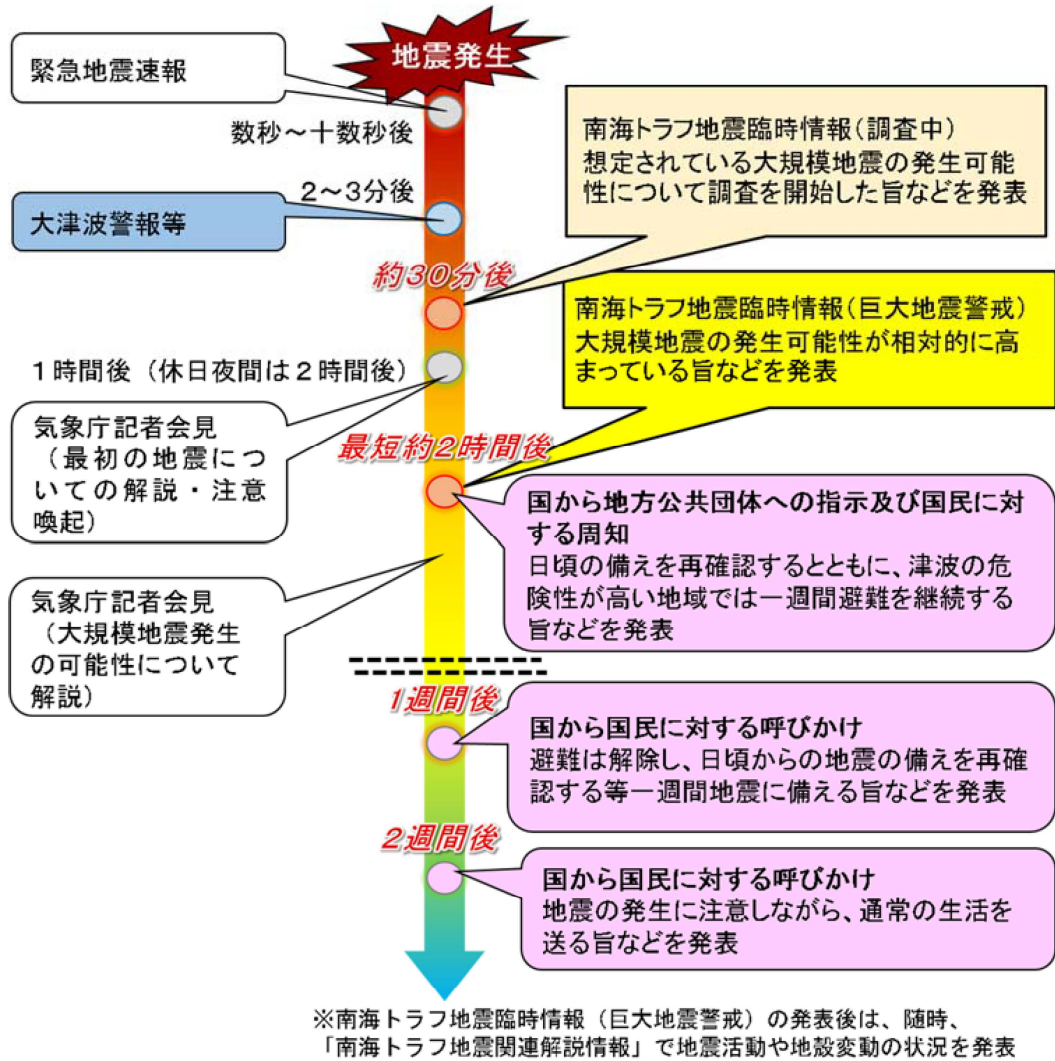 地震発生
緊急地震速報
数秒～十数秒後
2～3分後
大津波警報等
南海トラフ地震臨時情報(調査中)
想定されている大規模地震の発生可能
性について調査を開始した旨などを発表
約30分後
南海トラフ地震臨時情報(巨大地震警戒)
大規模地震の発生可能性が相対的に高
まっている旨などを発表
1時間後（休日夜間は2時間後）
気象庁記者会見
（最初の地震につ
いての解説・注意
喚起）
最短約2時間後
国から地方公共団体への指示及び国民に対
する周知
日頃の備えを再確認するとともに、津波の危
険性が高い地域では一週間避難を継続する
旨などを発表
気象庁記者会見
（大規模地震発生
の可能性について
解説）
1週間後
国から国民に対する呼びかけ
避難は解除し、日頃からの地震の備えを再確
認する等一週間地震に備える旨などを発表
2週間後
国から国民に対する呼びかけ
地震の発生に注意しながら、通常の生活を
送る旨などを発表
※南海トラフ地震臨時情報（巨大地震警戒）の発表後は、随時、
「南海トラフ地震関連解説情報」で地震活動や地殻変動の状況を発表